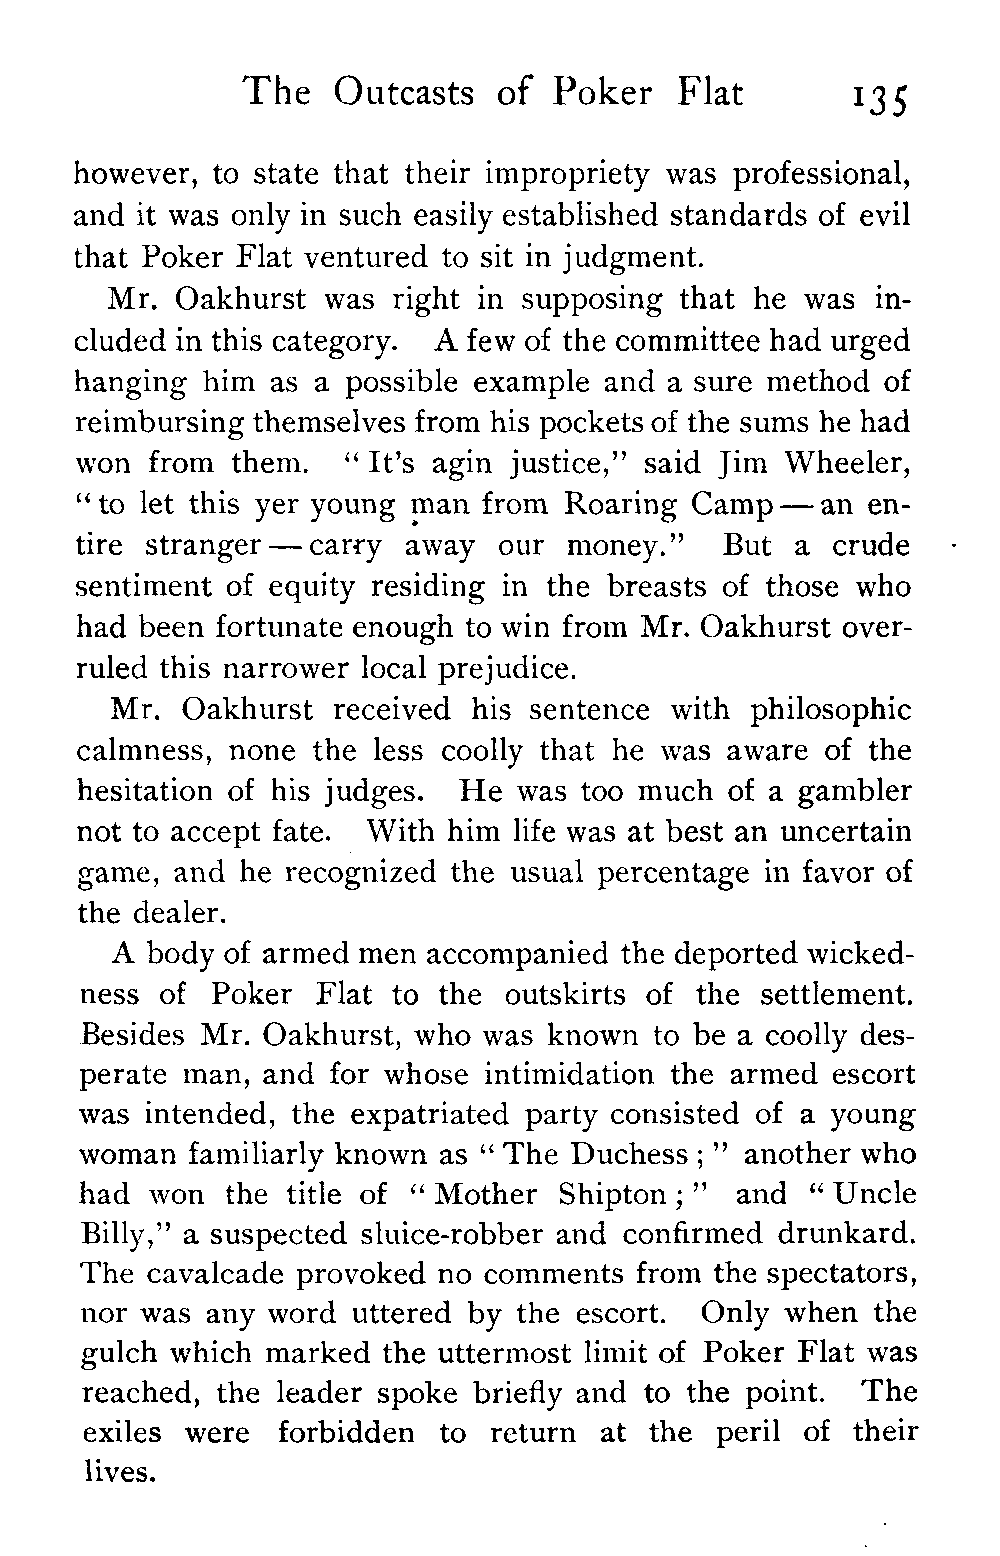 The Outcasts of Poker Flat 135
however, to state that their impropriety was professional,
and it was only in such easily established standards of evil
that Poker Flat ventured to sit in judgment.
Mr. Oakhurst was right in supposing that he was in-
cluded in this category. A few of the committee had urged
hanging him as a possible example and a sure method of
reimbursing themselves from his pockets of the sums he had
won from them. “It’s agin justice,” said Jim Wheeler,
“to let this yer young man from Roaring Camp — an en-
tire stranger — carry away our money.” But a crude
sentiment of equity residing in the breasts of those who
had been fortunate enough to win from Mr. Oakhurst over-
ruled this narrower local prejudice.
Mr. Oakhurst received his sentence with philosophic
calmness, none the less coolly that he was aware of the
hesitation of his judges. He was too much of a gambler
not to accept fate. With him life was at best an uncertain
game, and he recognized the usual percentage in favor of
the dealer.
A body of armed men accompanied the deported wicked-
ness of Poker Flat to the outskirts of the settlement.
Besides Mr. Oakhurst, who was known to be a coolly des-
perate man, and for whose intimidation the armed escort
was intended, the expatriated party consisted of a young
woman familiarly known as “The Duchess;” another who
had won the title of “Mother Shipton;” and “Uncle
Billy,” a suspected sluice-robber and confirmed drunkard.
The cavalcade provoked no comments from the spectators,
nor was any word uttered by the escort. Only when the
gulch which marked the uttermost limit of Poker Flat was
reached, the leader spoke briefly and to the point. The
exiles were forbidden to return at the peril of their
lives.